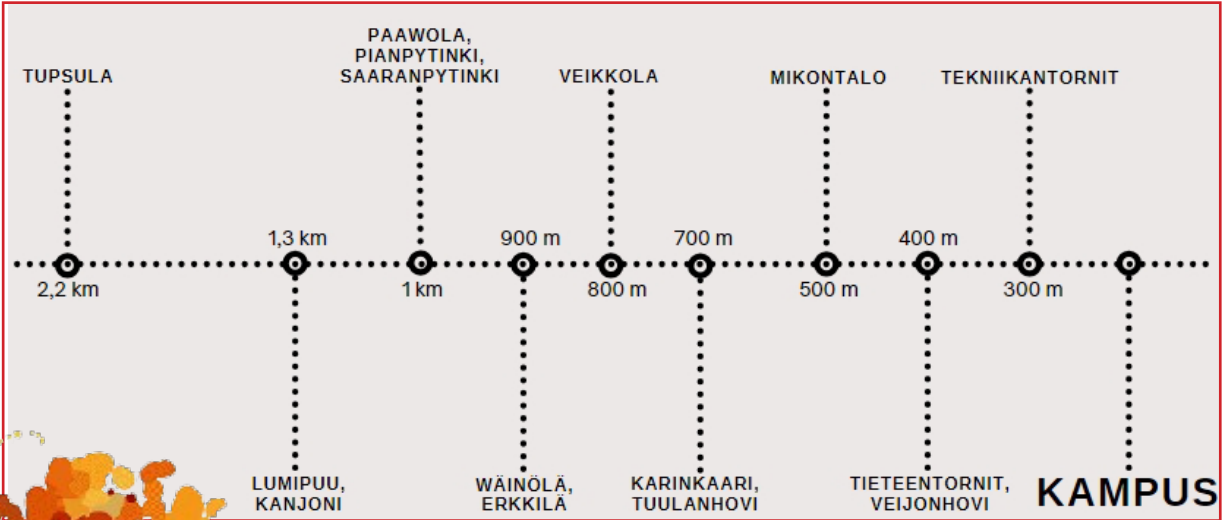 PAAWOLA,
PIANPYTINKI,
SAARANPYTINKI
TUPSULA
VEIKKOLA
MIKONTALO
TEKNIIKANTORNIT
1,3 km
900 m
700 m
400 m
2,2 km
1 km
800 m
500 m
300 m
LUMIPUU,
KANJONI
WÄINÖLÄ,
ERKKILÄ
KARINKAARI,
TUULANHOVI
TIETEENTORNIT,
VEIJONHOVI
KAMPUS